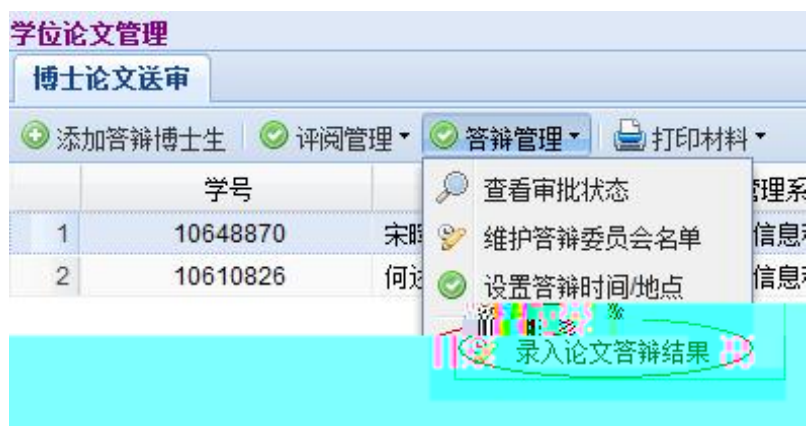 学位论文管理
博士论文送审
添加答辩博士生 评阅管理 答辩管理 打印材料
学号
查看审批状态
管理系
1 10648870 宋
维护答辩委员会名单
信息
2 10610826 何
设置答辩时间/地点
信息
录入论文答辩结果